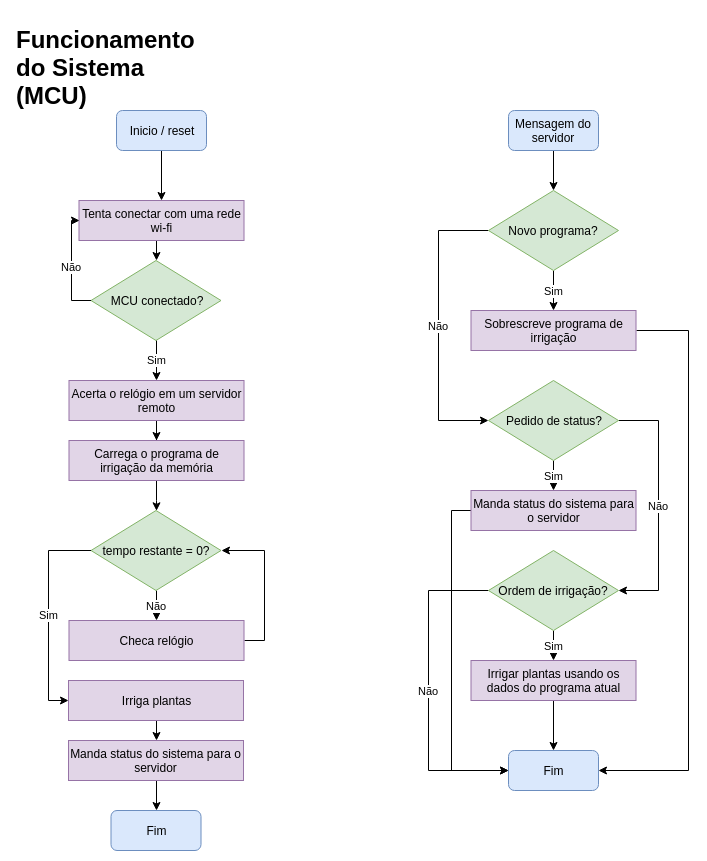 Funcionamento
do Sistema
(MCU)
Inicio / reset
Tenta conectar com uma rede
wi-fi
Não
MCU conectado?
Sim
Acerta o relógio em um servidor
remoto
Carrega o programa de
irrigação da memória
tempo restante = 0?
Não
Sim
Checa relógio
Irriga plantas
Manda status do sistema para o
servidor
Fim
Mensagem do
servidor
Novo programa?
Sim
Não
Sobrescreve programa de
irrigação
Pedido de status?
Sim
Não
Manda status do sistema para
o servidor
Ordem de irrigação?
Sim
Não
Irrigar plantas usando os
dados do programa atual
Fim